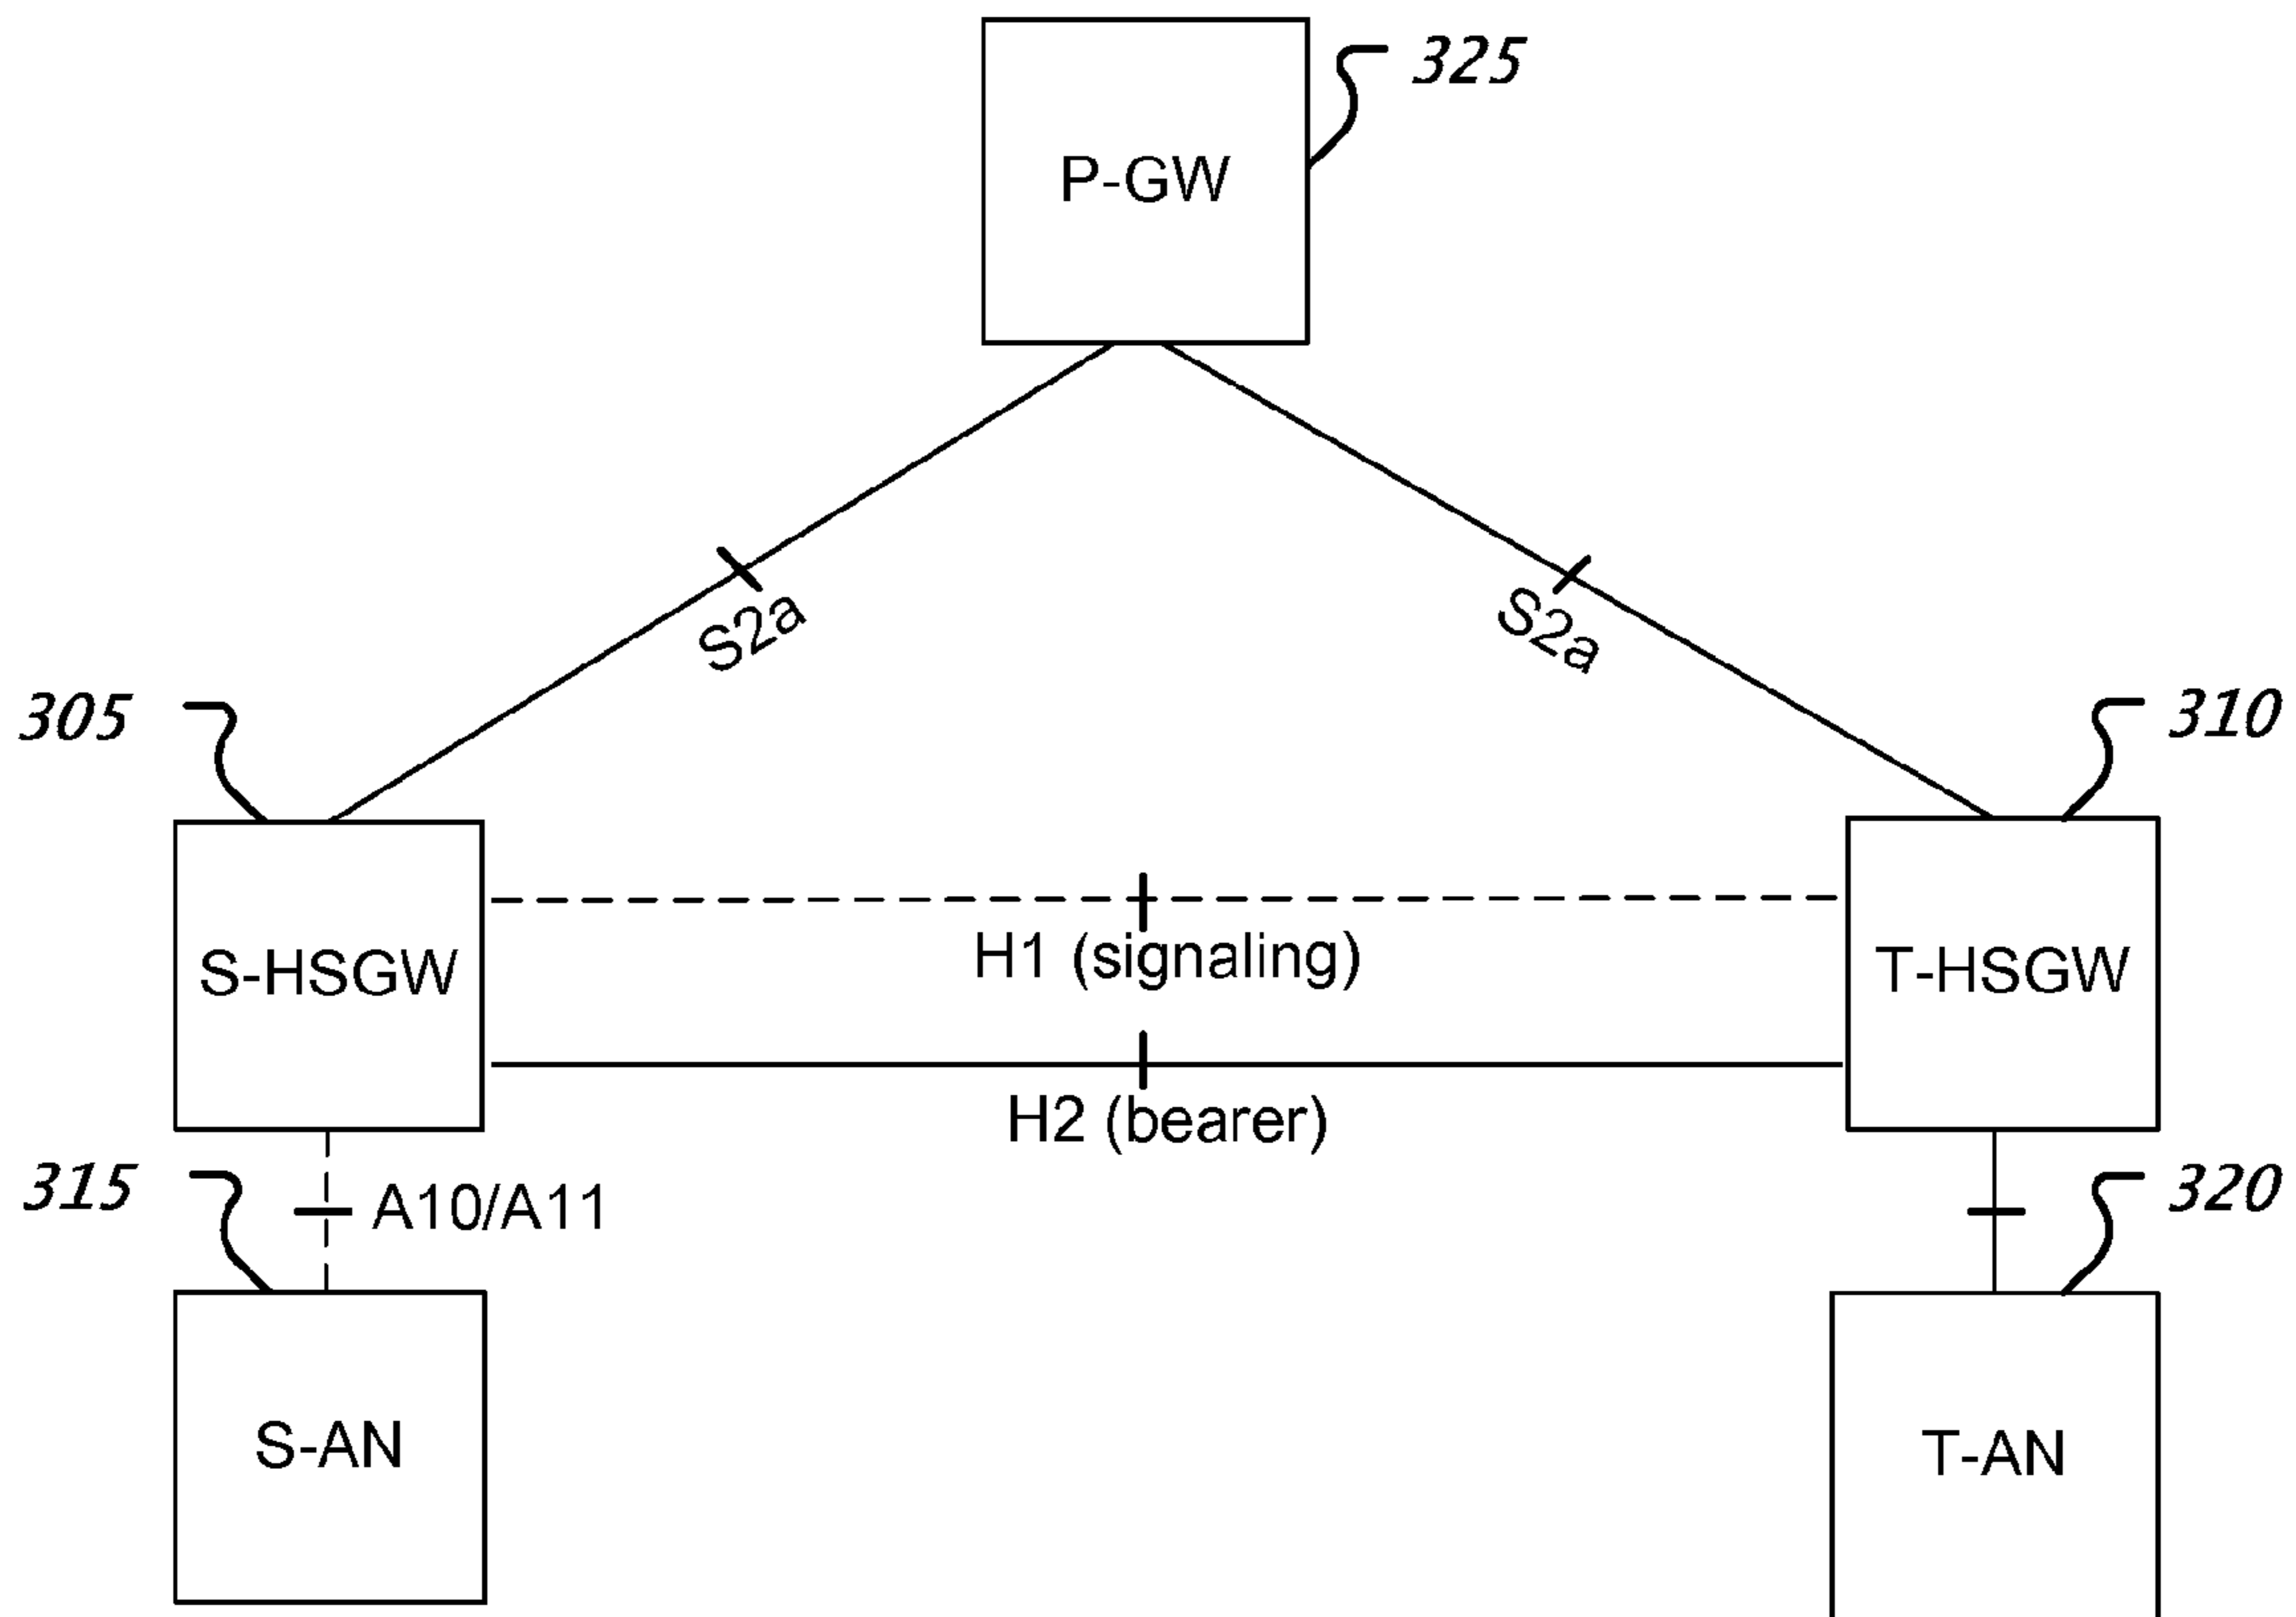 325
P-GW
S2a
S2a
305
310
S-HSGW
H1 (signaling)
T-HSGW
H2 (bearer)
315
A10/A11
320
S-AN
T-AN